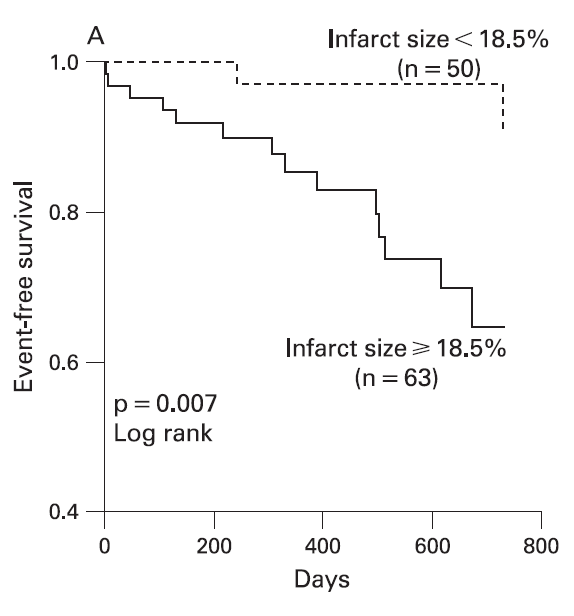 A
Infarct size < 18.5%
(n = 50)
1.0
0.8
0.6
0.4
Event-free survival
Infarct size ⩾ 18.5%
(n = 63)
p = 0.007
Log rank
0 200 400 600 800
Days